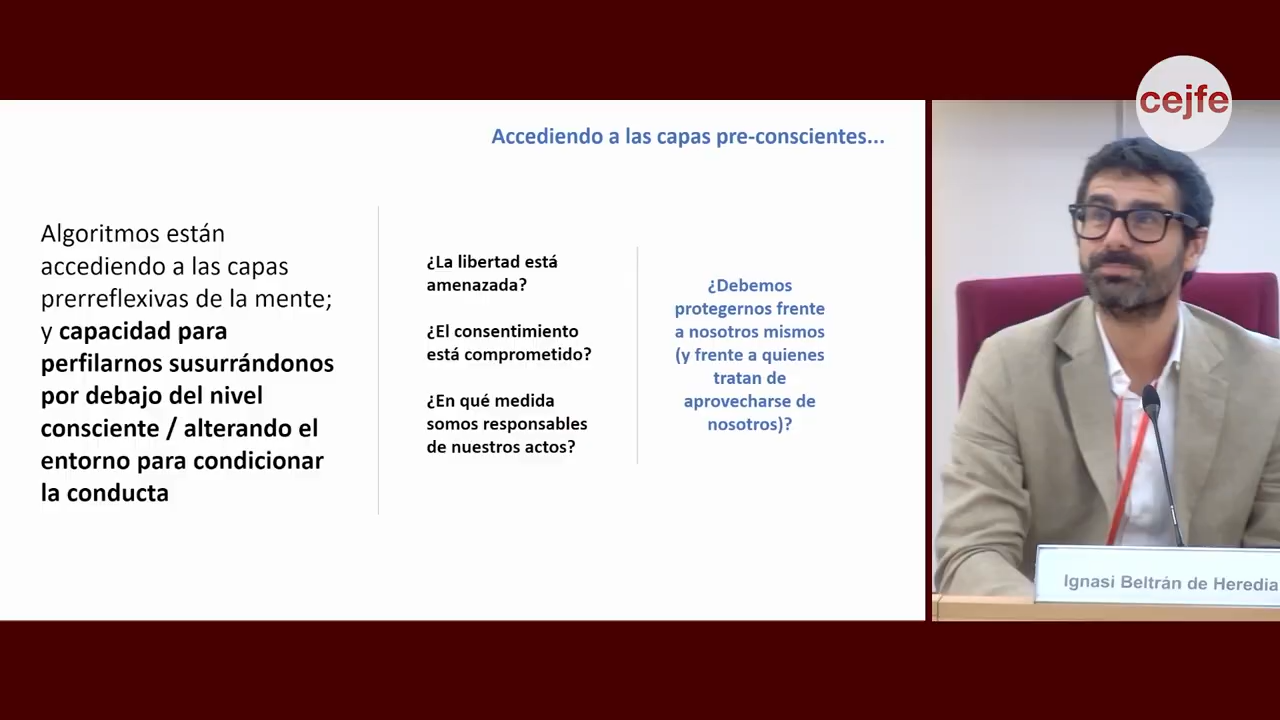 cejfe
Accediendo a las capas pre-conscientes...
Algoritmos están
accediendo a las capas
prerreflexivas de la mente;
y capacidad para
perfilarnos susurrándonos
por debajo del nivel
consciente / alterando el
entorno para condicionar
la conducta
¿La libertad está
amenazada?
¿El consentimiento
está comprometido?
¿En qué medida
somos responsables
de nuestros actos?
¿Debemos
protegernos frente
a nosotros mismos
(y frente a quienes
tratan de
aprovecharse de
nosotros)?
Ignasi Beltrán de Heredia